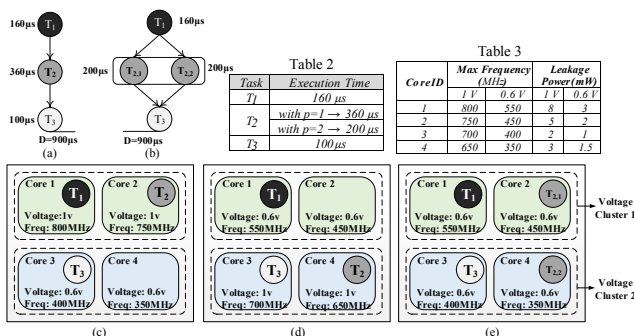 160μs
T1
360μs
T2
100μs
T3
D=900μs
(a)
160μs
T1
200μs
T2,1
T2,2
200μs
T3
D=900μs
(b)
Table 2
Task Execution Time
T1 160 μs
T2 with p=1 → 360 μs
with p=2 → 200 μs
T3 100 μs
Table 3
CoreID Max Frequency (MHz) Leakage Power(mW)
1 V 0.6 V 1 V 0.6 V
1 800 550 8 3
2 750 450 5 2
3 700 400 2 1
4 650 350 3 1.5
Core 1
T1
Voltage:1v
Freq: 800MHz
Core 2
T2
Voltage: 1v
Freq: 750MHz
Core 3
T3
Voltage: 0.6v
Freq: 400MHz
Core 4
Voltage: 0.6v
Freq: 350MHz
(c)
Core 1
T1
Voltage: 0.6v
Freq: 550MHz
Core 2
Voltage: 0.6v
Freq: 450MHz
Core 3
T3
Voltage: 1v
Freq: 700MHz
Core 4
T2
Voltage: 1v
Freq: 650MHz
(d)
Core 1
T1
Voltage: 0.6v
Freq: 550MHz
Core 2
T2,1
Voltage: 0.6v
Freq: 450MHz
Core 3
T3
Voltage: 0.6v
Freq: 400MHz
Core 4
T2,2
Voltage: 0.6v
Freq: 350MHz
(e)
Voltage
Cluster 1
Voltage
Cluster 2